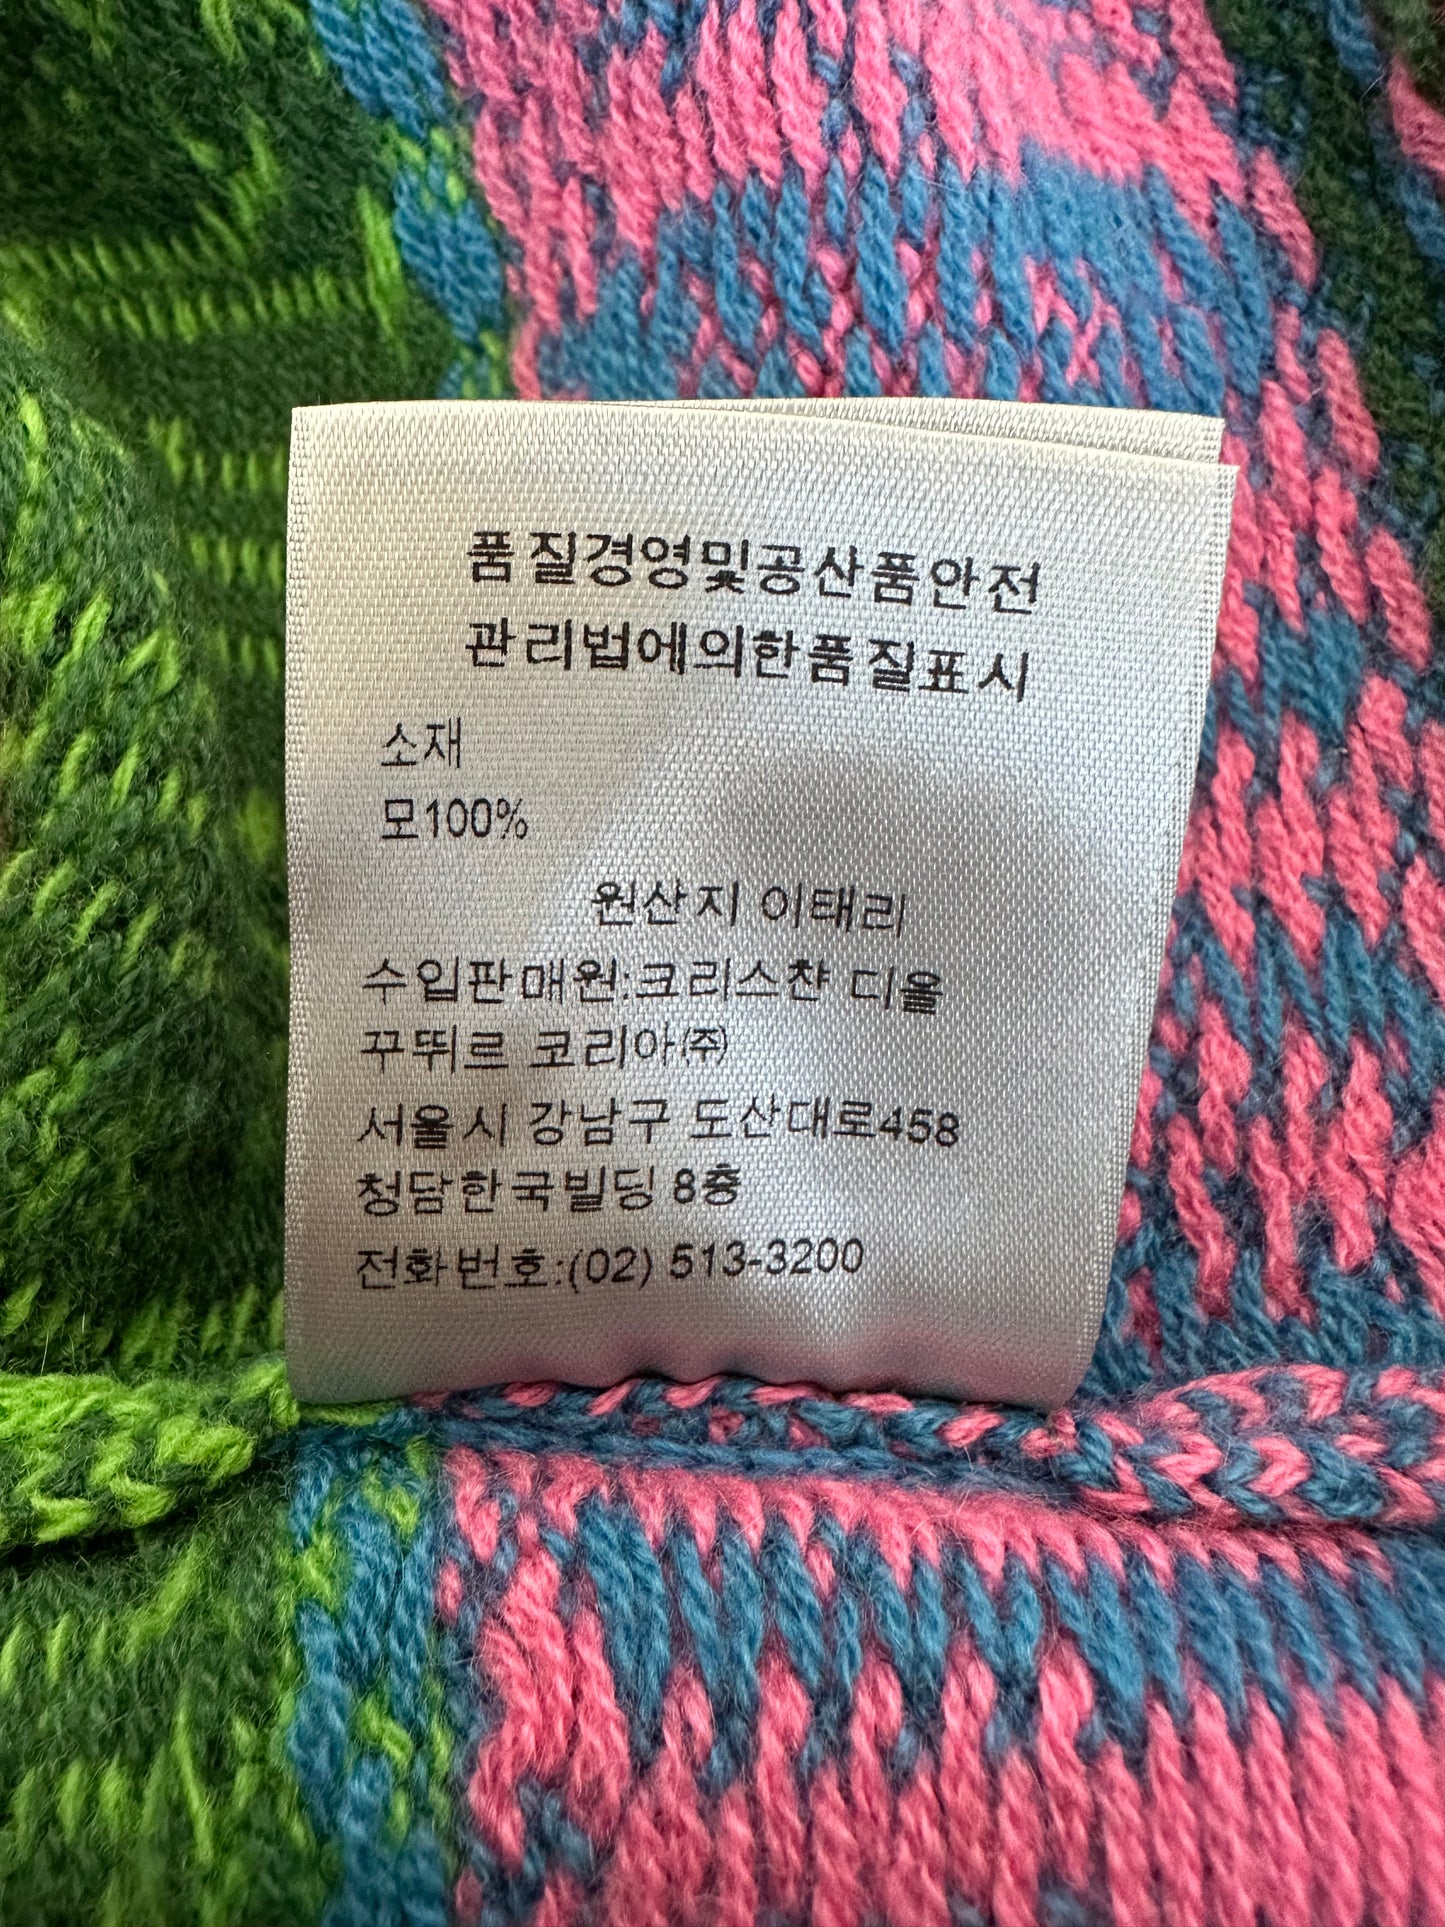 품질경영및공산품안전
관리법에의한품질표시
소재
모100%
원산지 이태리
수입판매원:크리스챤 디올
꾸뛰르 코리아㈜
서울시 강남구 도산대로458
청담한국빌딩 8층
전화번호:(02) 513-3200